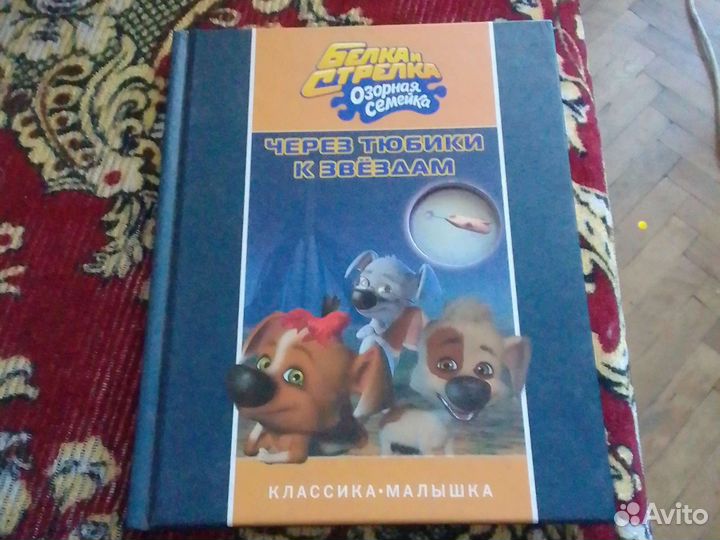 БЕЛКА И
СТРЕЛКА
ОЗОРНАЯ
СЕМЕЙКА
ЧЕРЕЗ ТЮБИКИ
К ЗВЁЗДАМ
КЛАССИКА•МАЛЫШКА
Avito